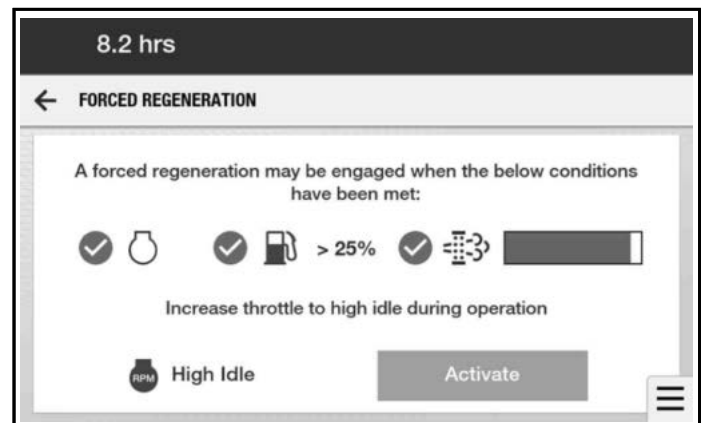 8.2 hrs
FORCED REGENERATION
A forced regeneration may be engaged when the below conditions
have been met:
> 25%
Increase throttle to high idle during operation
RPM High Idle Activate